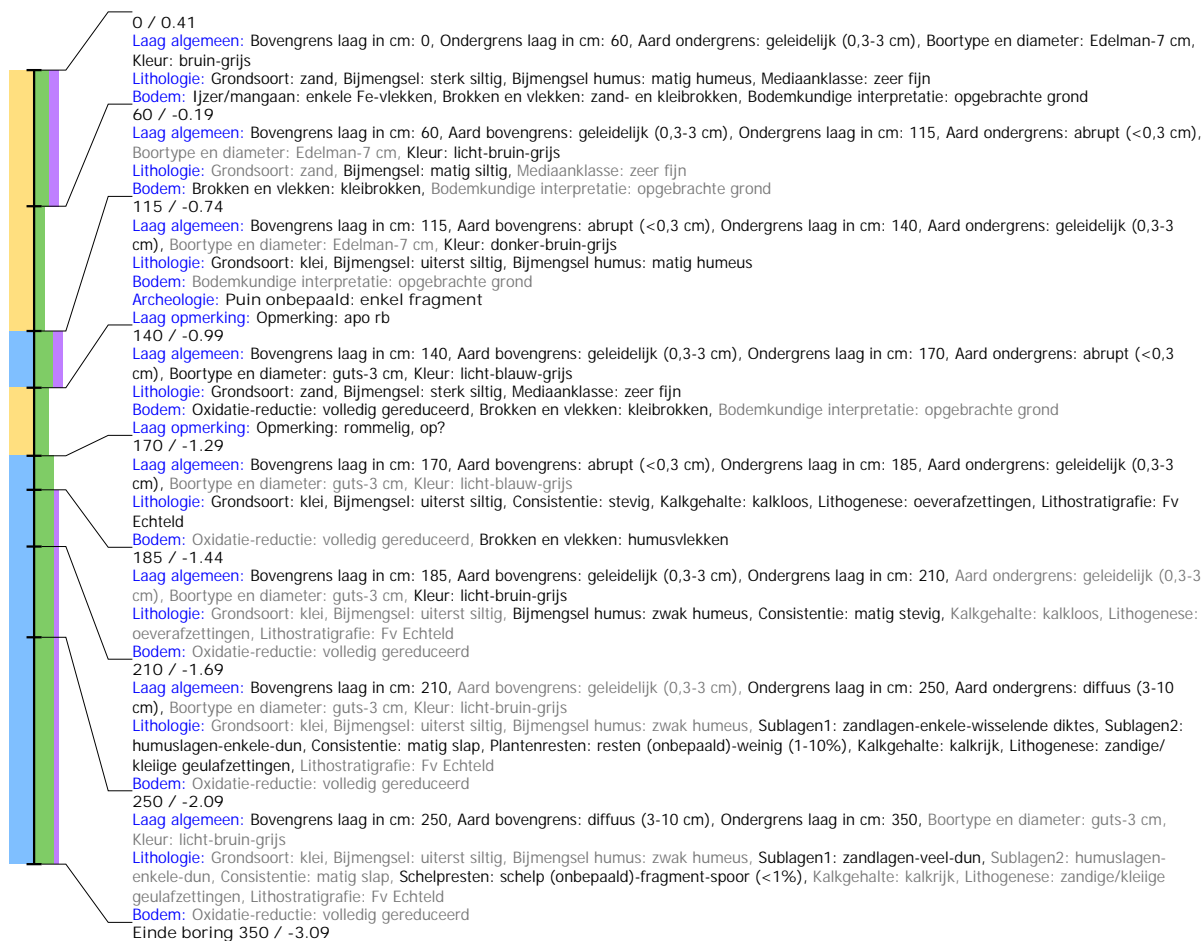 0 / 0.41
Laag algemeen: Bovengrens laag in cm: 0, Ondergrens laag in cm: 60, Aard ondergrens: geleidelijk (0,3-3 cm), Boortype en diameter: Edelman-7 cm,
Kleur: bruin-grijs
Lithologie: Grondsoort: zand, Bijmengsel: sterk siltig, Bijmengsel humus: matig humeus, Mediaanklasse: zeer fijn
Bodem: Ijzer/mangaan: enkele Fe-vlekken, Brokken en vlekken: zand- en kleibrokken, Bodemkundige interpretatie: opgebrachte grond
60 / -0.19
Laag algemeen: Bovengrens laag in cm: 60, Aard bovengrens: geleidelijk (0,3-3 cm), Ondergrens laag in cm: 115, Aard ondergrens: abrupt (<0,3 cm),
Boortype en diameter: Edelman-7 cm, Kleur: licht-bruin-grijs
Lithologie: Grondsoort: zand, Bijmengsel: matig siltig, Mediaanklasse: zeer fijn
Bodem: Brokken en vlekken: kleibrokken, Bodemkundige interpretatie: opgebrachte grond
115 / -0.74
Laag algemeen: Bovengrens laag in cm: 115, Aard bovengrens: abrupt (<0,3 cm), Ondergrens laag in cm: 140, Aard ondergrens: geleidelijk (0,3-3
cm), Boortype en diameter: Edelman-7 cm, Kleur: donker-bruin-grijs
Lithologie: Grondsoort: klei, Bijmengsel: uiterst siltig, Bijmengsel humus: matig humeus
Bodem: Bodemkundige interpretatie: opgebrachte grond
Archeologie: Puin onbepaald: enkel fragment
Laag opmerking: Opmerking: apo rb
140 / -0.99
Laag algemeen: Bovengrens laag in cm: 140, Aard bovengrens: geleidelijk (0,3-3 cm), Ondergrens laag in cm: 170, Aard ondergrens: abrupt (<0,3
cm), Boortype en diameter: guts-3 cm, Kleur: licht-blauw-grijs
Lithologie: Grondsoort: zand, Bijmengsel: sterk siltig, Mediaanklasse: zeer fijn
Bodem: Oxidatie-reductie: volledig gereduceerd, Brokken en vlekken: kleibrokken, Bodemkundige interpretatie: opgebrachte grond
Laag opmerking: Opmerking: rommelig, op?
170 / -1.29
Laag algemeen: Bovengrens laag in cm: 170, Aard bovengrens: abrupt (<0,3 cm), Ondergrens laag in cm: 185, Aard ondergrens: geleidelijk (0,3-3
cm), Boortype en diameter: guts-3 cm, Kleur: licht-blauw-grijs
Lithologie: Grondsoort: klei, Bijmengsel: uiterst siltig, Consistentie: stevig, Kalkgehalte: kalkloos, Lithogenese: oeverafzettingen, Lithostratigrafie: Fv
Echteld
Bodem: Oxidatie-reductie: volledig gereduceerd, Brokken en vlekken: humusvlekken
185 / -1.44
Laag algemeen: Bovengrens laag in cm: 185, Aard bovengrens: geleidelijk (0,3-3 cm), Ondergrens laag in cm: 210, Aard ondergrens: geleidelijk (0,3-3
cm), Boortype en diameter: guts-3 cm, Kleur: licht-bruin-grijs
Lithologie: Grondsoort: klei, Bijmengsel: uiterst siltig, Bijmengsel humus: zwak humeus, Consistentie: matig stevig, Kalkgehalte: kalkloos, Lithogenese:
oeverafzettingen, Lithostratigrafie: Fv Echteld
Bodem: Oxidatie-reductie: volledig gereduceerd
210 / -1.69
Laag algemeen: Bovengrens laag in cm: 210, Aard bovengrens: geleidelijk (0,3-3 cm), Ondergrens laag in cm: 250, Aard ondergrens: diffuus (3-10
cm), Boortype en diameter: guts-3 cm, Kleur: licht-bruin-grijs
Lithologie: Grondsoort: klei, Bijmengsel: uiterst siltig, Bijmengsel humus: zwak humeus, Sublagen1: zandlagen-enkele-wisselende diktes, Sublagen2:
humuslagen-enkele-dun, Consistentie: matig slap, Plantenresten: resten (onbepaald)-weinig (1-10%), Kalkgehalte: kalkrijk, Lithogenese: zandige/
kleiige geulafzettingen, Lithostratigrafie: Fv Echteld
Bodem: Oxidatie-reductie: volledig gereduceerd
250 / -2.09
Laag algemeen: Bovengrens laag in cm: 250, Aard bovengrens: diffuus (3-10 cm), Ondergrens laag in cm: 350, Boortype en diameter: guts-3 cm,
Kleur: licht-bruin-grijs
Lithologie: Grondsoort: klei, Bijmengsel: uiterst siltig, Bijmengsel humus: zwak humeus, Sublagen1: zandlagen-veel-dun, Sublagen2: humuslagen-
enkele-dun, Consistentie: matig slap, Schelpresten: schelp (onbepaald)-fragment-spoor (<1%), Kalkgehalte: kalkrijk, Lithogenese: zandige/kleiige
geulafzettingen, Lithostratigrafie: Fv Echteld
Bodem: Oxidatie-reductie: volledig gereduceerd
Einde boring 350 / -3.09